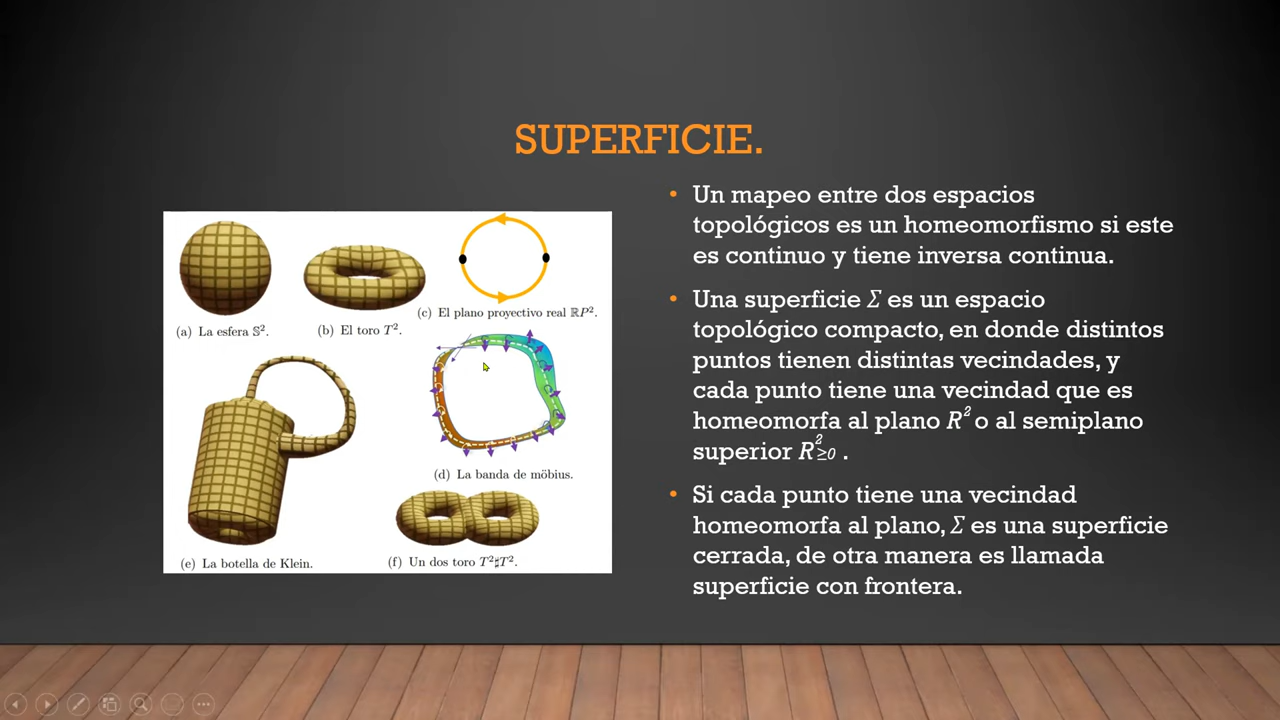 SUPERFICIE.
(a) La esfera 𝕊².
(b) El toro T².
(c) El plano proyectivo real ℝP².
(d) La banda de möbius.
(e) La botella de Klein.
(f) Un dos toro T²♯T².
• Un mapeo entre dos espacios
topológicos es un homeomorfismo si este
es continuo y tiene inversa continua.
• Una superficie Σ es un espacio
topológico compacto, en donde distintos
puntos tienen distintas vecindades, y
cada punto tiene una vecindad que es
homeomorfa al plano R² o al semiplano
superior R²≥0 .
• Si cada punto tiene una vecindad
homeomorfa al plano, Σ es una superficie
cerrada, de otra manera es llamada
superficie con frontera.